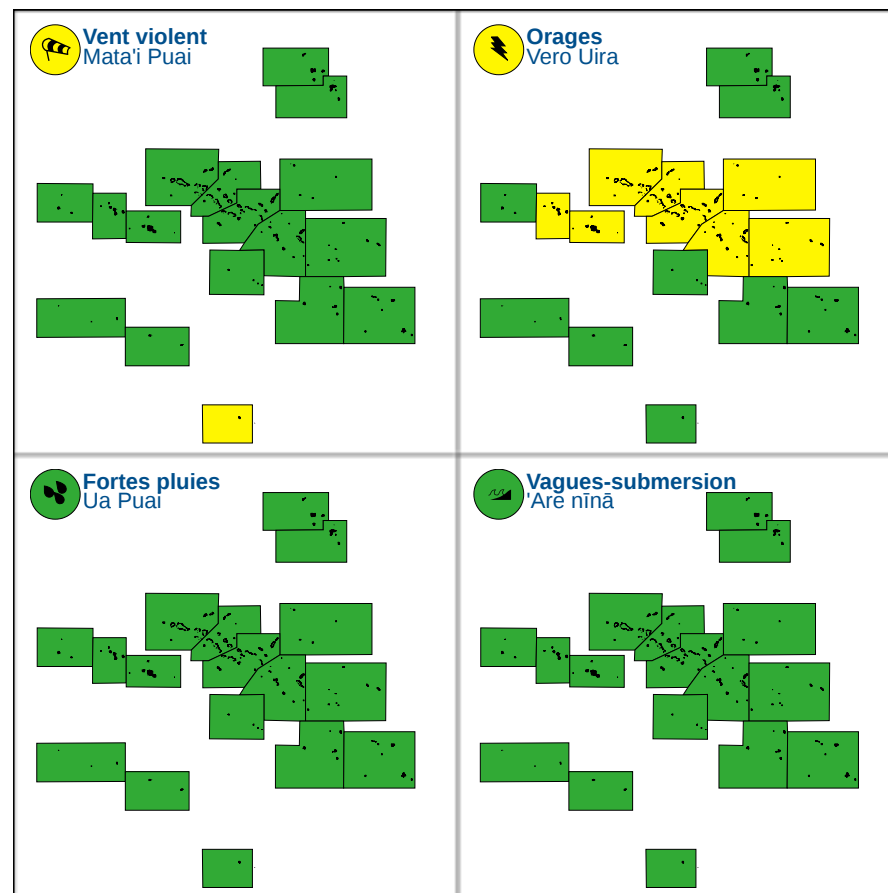 Vent violent
Mata'i Puai
Orages
Vero Uira
Fortes pluies
Ua Puai
Vagues-submersion
'Are nīnā